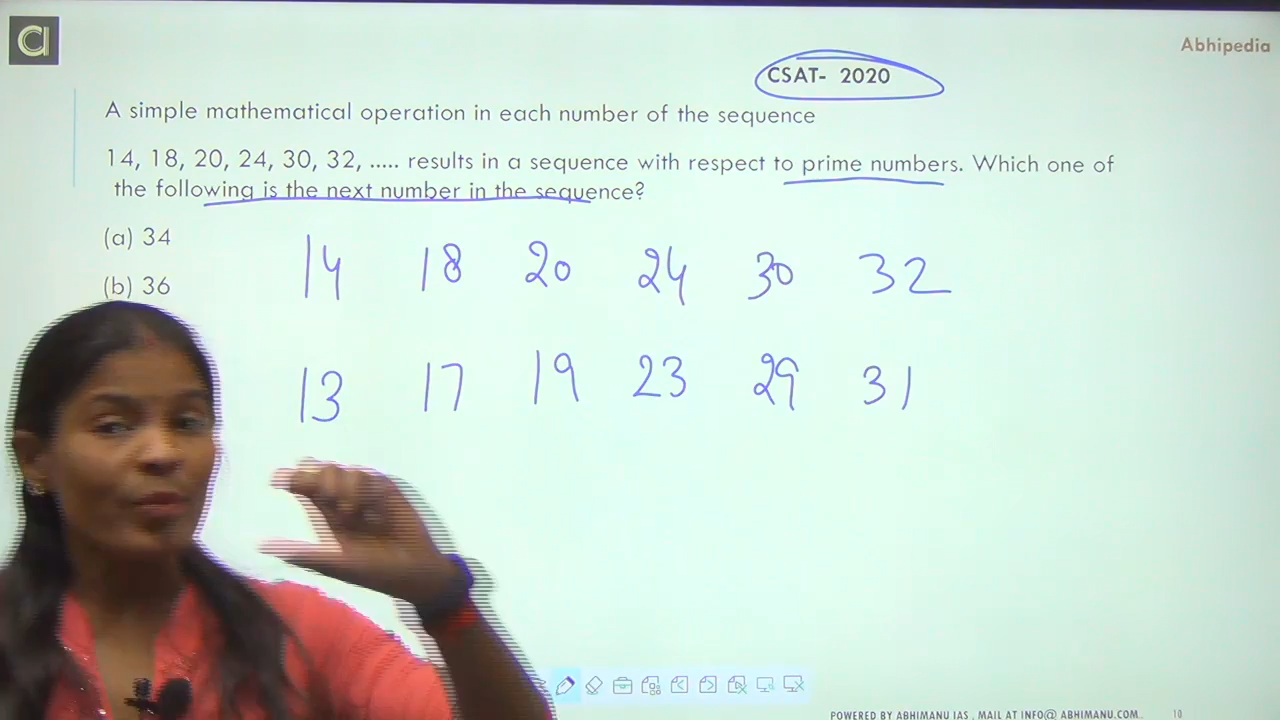 Abhipedia
CSAT- 2020
A simple mathematical operation in each number of the sequence
14, 18, 20, 24, 30, 32, ..... results in a sequence with respect to prime numbers. Which one of
the following is the next number in the sequence?
(a) 34
(b) 36
14 18 20 24 30 32
13 17 19 23 29 31
POWERED BY ABHIMANU IAS , MAIL AT INFO@ ABHIMANU.COM.. 10